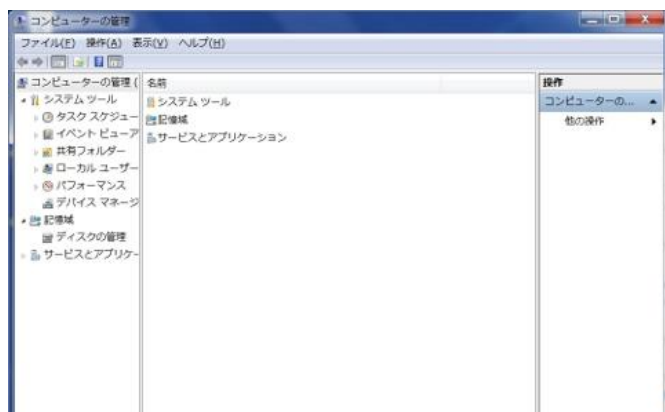 コンピューターの管理
ファイル(F) 操作(A) 表示(V) ヘルプ(H)
コンピューターの管理 (
システム ツール
タスク スケジュー
イベント ビューア
共有フォルダー
ローカル ユーザー
パフォーマンス
デバイス マネージ
記憶域
ディスクの管理
サービスとアプリケ-
名前
システム ツール
記憶域
サービスとアプリケーション
操作
コンピューターの...
他の操作